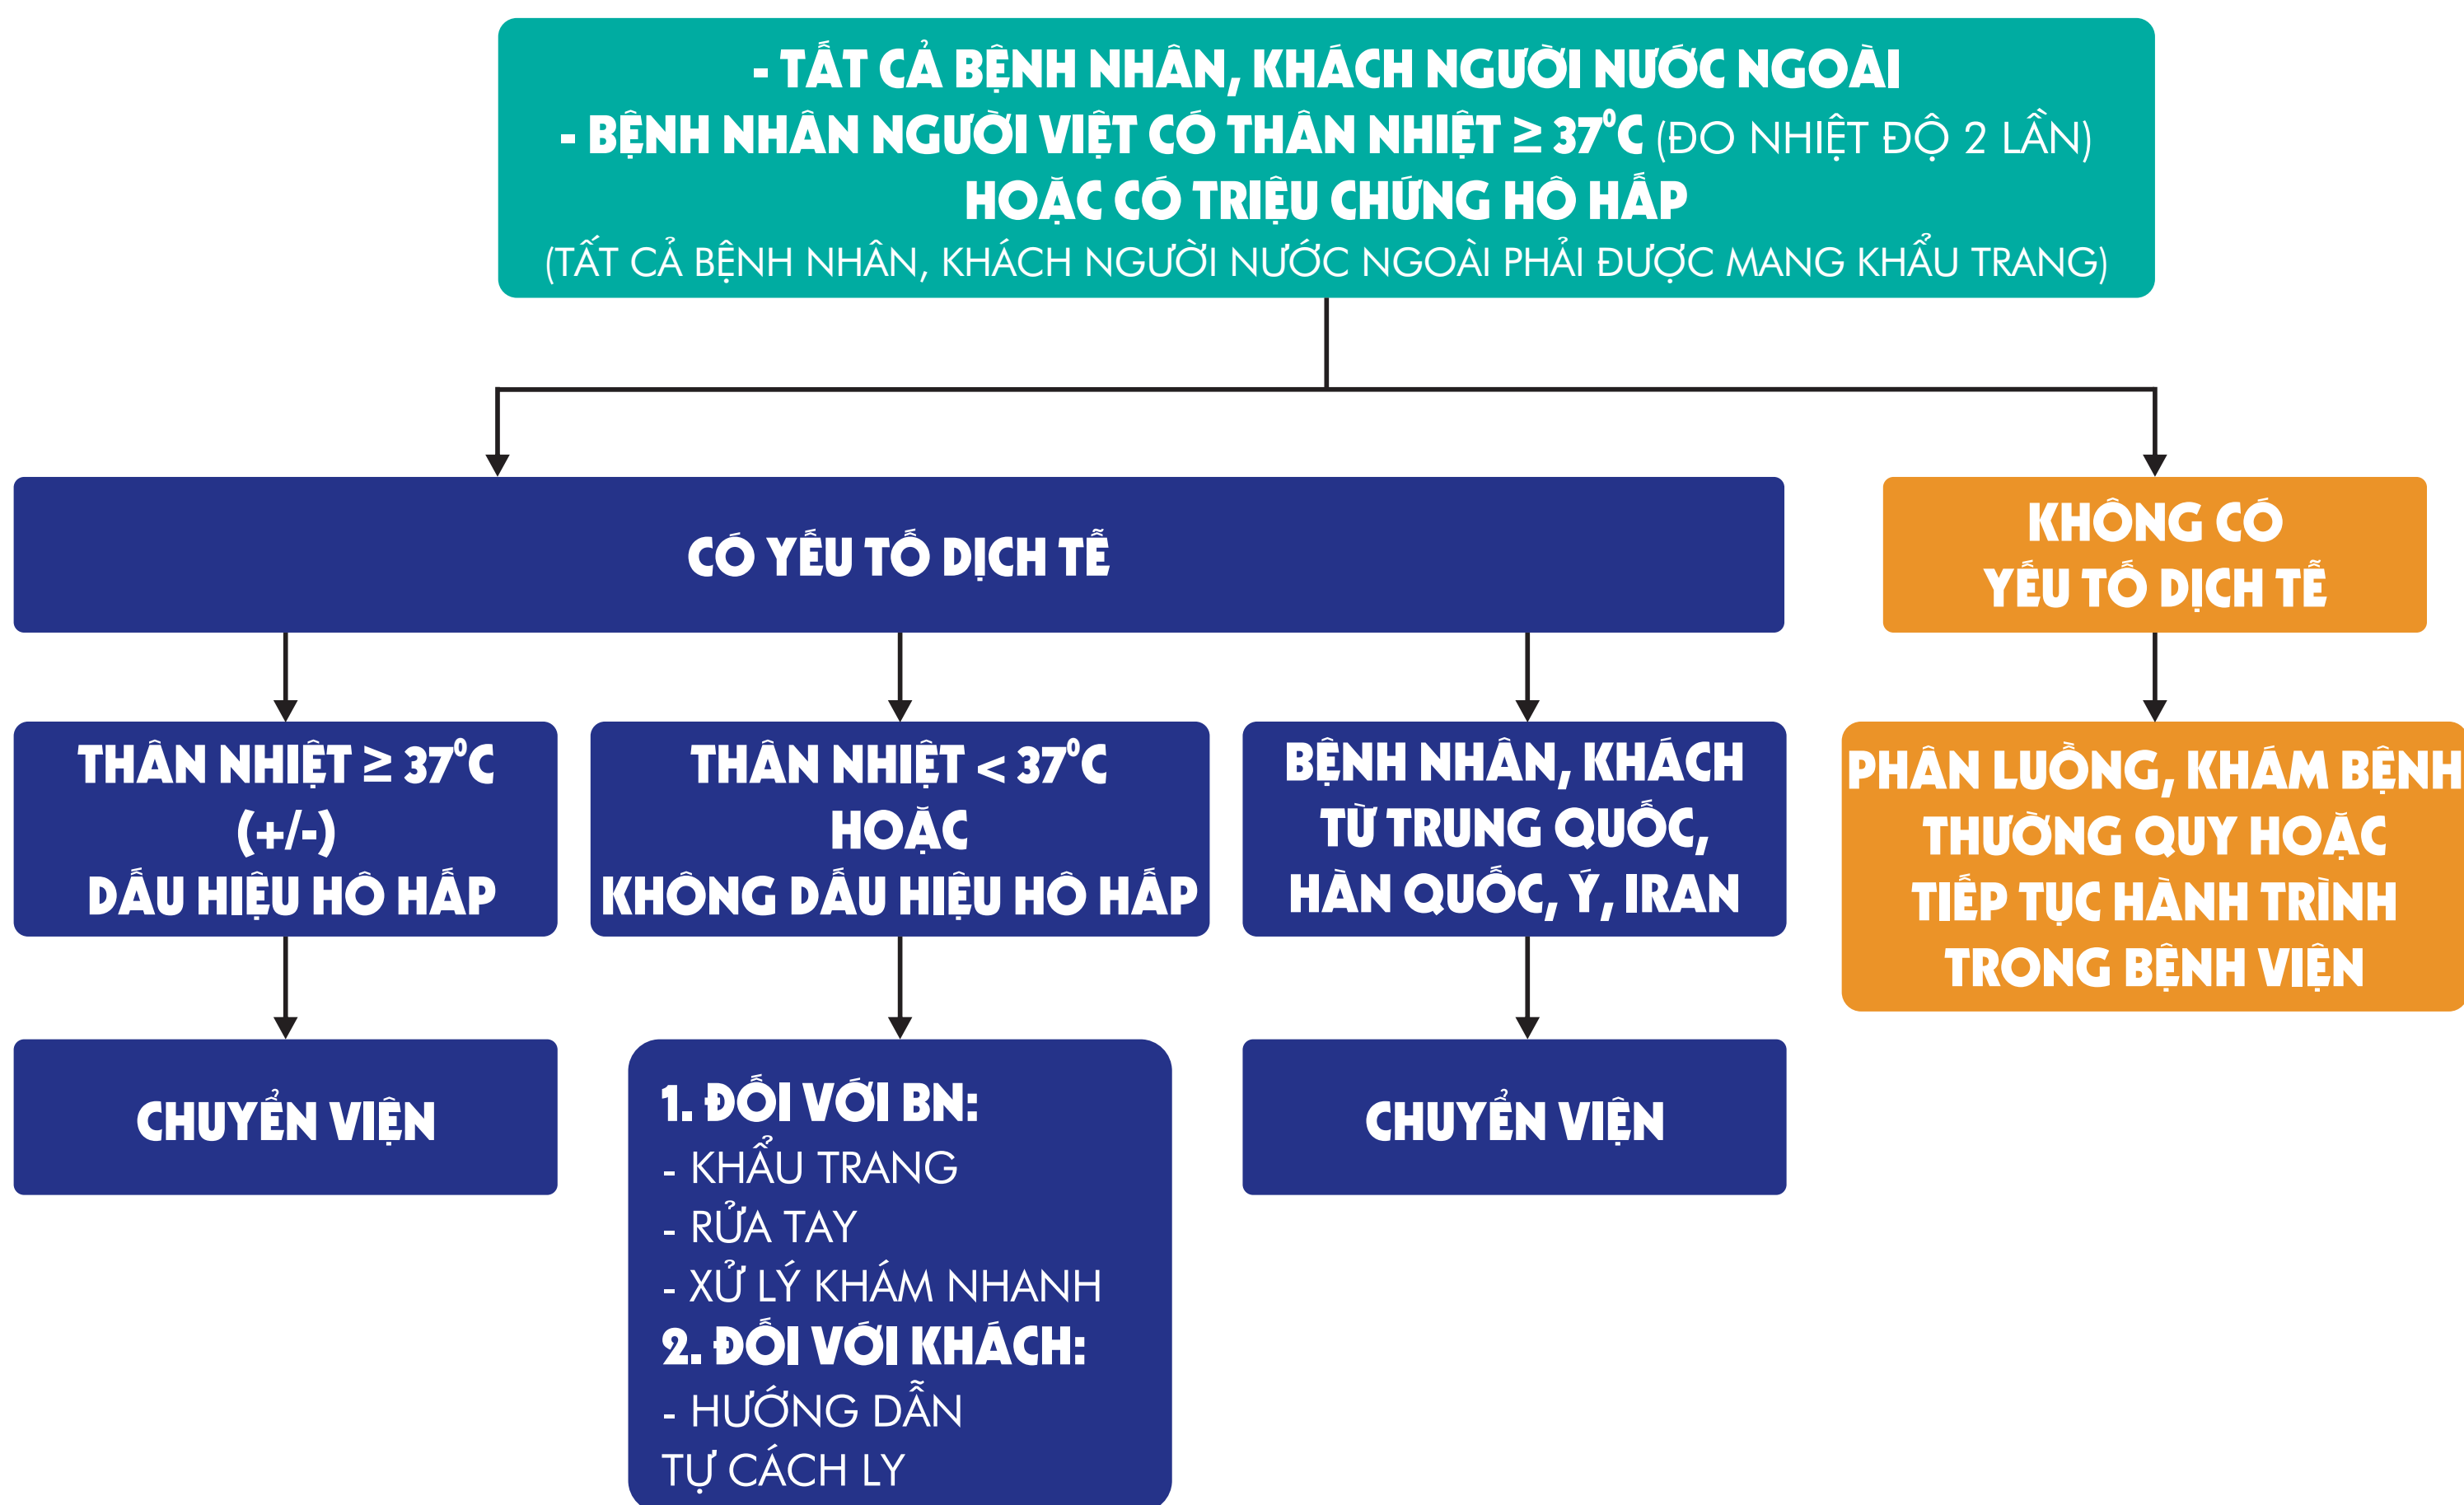 - TẤT CẢ BỆNH NHÂN, KHÁCH NGƯỜI NƯỚC NGOÀI
- BỆNH NHÂN NGƯỜI VIỆT CÓ THÂN NHIỆT ≥ 37⁰C (ĐO NHIỆT ĐỘ 2 LẦN)
HOẶC CÓ TRIỆU CHỨNG HÔ HẤP
(TẤT CẢ BỆNH NHÂN, KHÁCH NGƯỜI NƯỚC NGOÀI PHẢI ĐƯỢC MANG KHẨU TRANG)
CÓ YẾU TỐ DỊCH TỄ
KHÔNG CÓ
YẾU TỐ DỊCH TỄ
THÂN NHIỆT ≥ 37⁰C
(+/-)
DẤU HIỆU HÔ HẤP
THÂN NHIỆT < 37⁰C
HOẶC
KHÔNG DẤU HIỆU HÔ HẤP
BỆNH NHÂN, KHÁCH
TỪ TRUNG QUỐC,
HÀN QUỐC, Ý, IRAN
PHÂN LUỒNG, KHÁM BỆNH
THƯỜNG QUY HOẶC
TIẾP TỤC HÀNH TRÌNH
TRONG BỆNH VIỆN
CHUYỂN VIỆN
1. ĐỐI VỚI BN:
- KHẨU TRANG
- RỬA TAY
- XỬ LÝ KHÁM NHANH
2. ĐỐI VỚI KHÁCH:
- HƯỚNG DẪN
TỰ CÁCH LY
CHUYỂN VIỆN